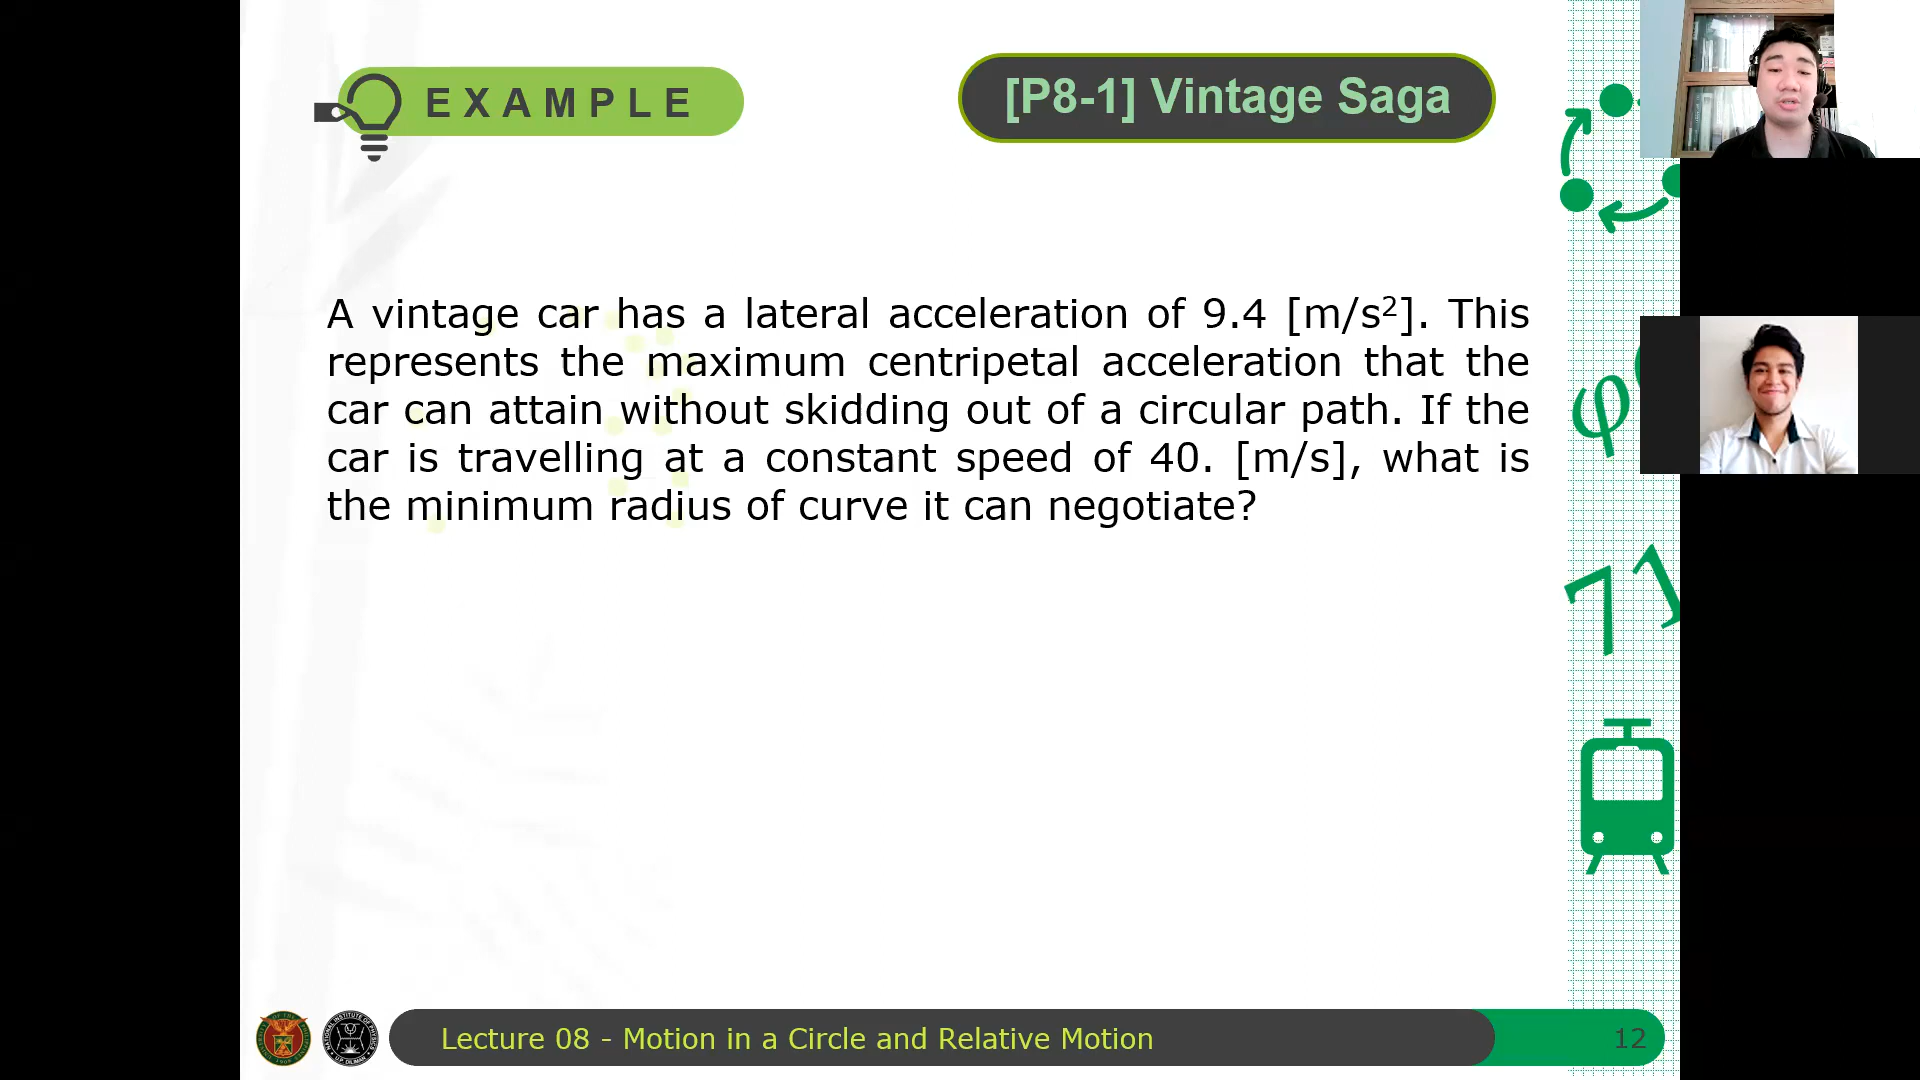 EXAMPLE
[P8-1] Vintage Saga
A vintage car has a lateral acceleration of 9.4 [m/s²]. This
represents the maximum centripetal acceleration that the
car can attain without skidding out of a circular path. If the
car is travelling at a constant speed of 40. [m/s], what is
the minimum radius of curve it can negotiate?
φ
71
Lecture 08 - Motion in a Circle and Relative Motion
12